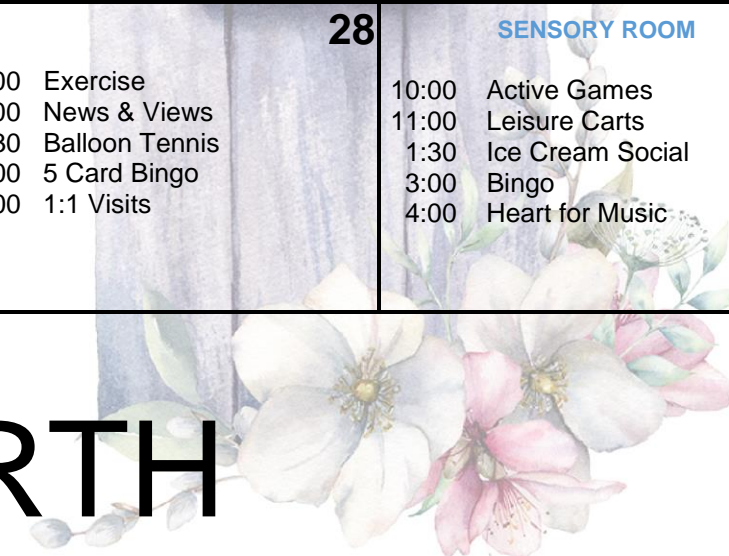 28
00 Exercise
00 News & Views
30 Balloon Tennis
00 5 Card Bingo
00 1:1 Visits
SENSORY ROOM
10:00 Active Games
11:00 Leisure Carts
1:30 Ice Cream Social
3:00 Bingo
4:00 Heart for Music
RTH